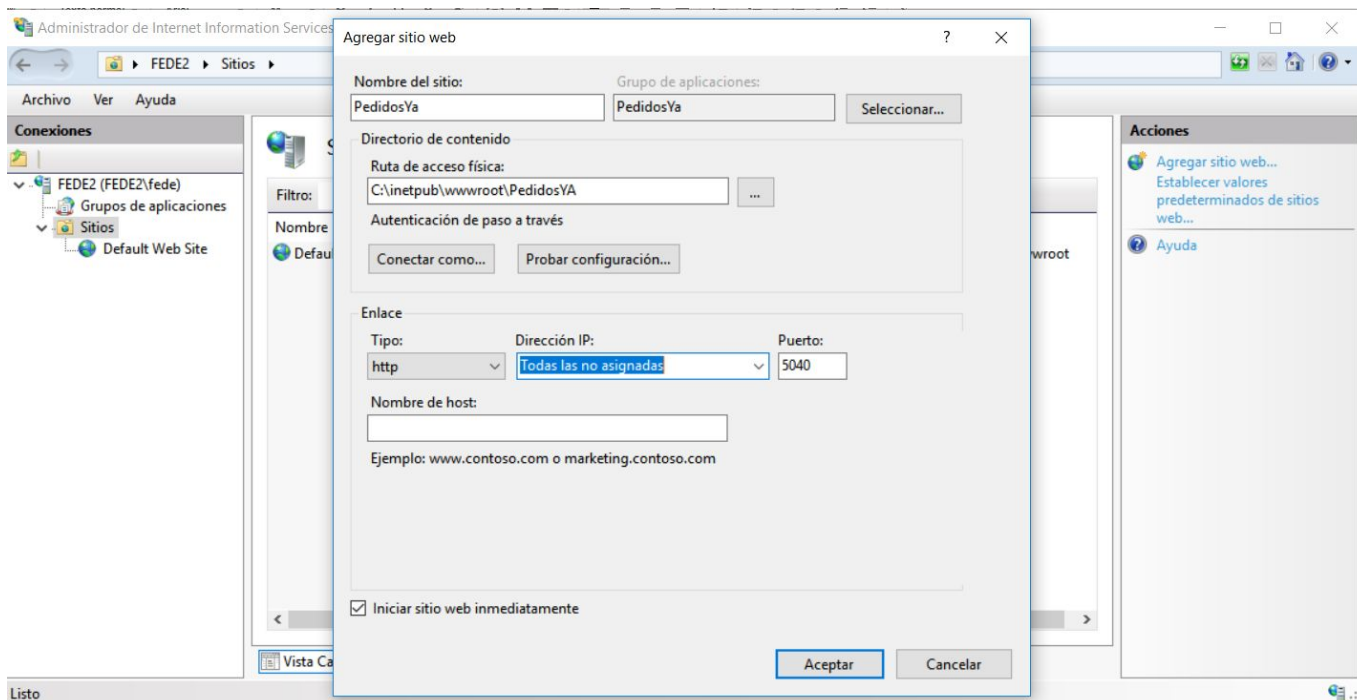 Administrador de Internet Information Services
FEDE2 Sitios
Archivo Ver Ayuda
Conexiones
FEDE2 (FEDE2\fede)
Grupos de aplicaciones
Sitios
Default Web Site
Filtro:
Nombre
Defau
wroot
Vista Ca
Listo
Agregar sitio web
?
Nombre del sitio:
Grupo de aplicaciones:
PedidosYa
PedidosYa
Seleccionar...
Directorio de contenido
Ruta de acceso física:
C:\inetpub\wwwroot\PedidosYA
...
Autenticación de paso a través
Conectar como...
Probar configuración...
Enlace
Tipo:
Dirección IP:
Puerto:
http
Todas las no asignadas
5040
Nombre de host:
Ejemplo: www.contoso.com o marketing.contoso.com
Iniciar sitio web inmediatamente
Aceptar
Cancelar
Acciones
Agregar sitio web...
Establecer valores
predeterminados de sitios
web...
Ayuda